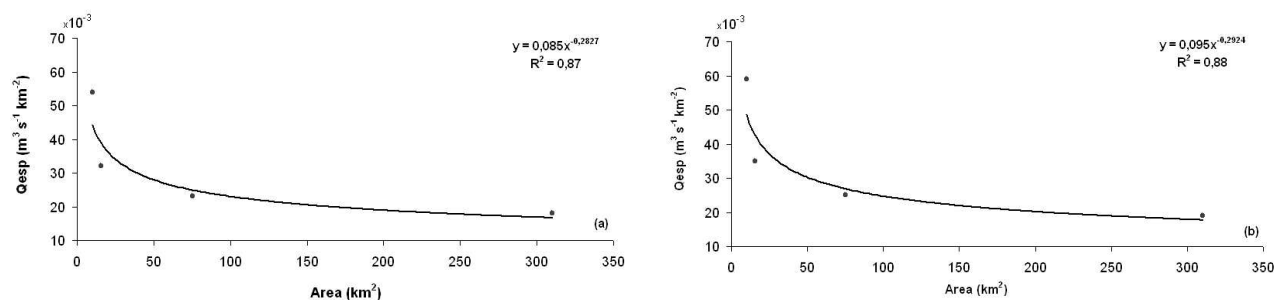 x10⁻³
70
60
50
40
30
20
10
Qesp (m³ s⁻¹ km⁻²)
y = 0,085x⁻⁰,²⁸²⁷
R² = 0,87
(a)
0 50 100 150 200 250 300 350
Area (km²)
x10⁻³
70
60
50
40
30
20
10
Qesp (m³ s⁻¹ km⁻²)
y = 0,095x⁻⁰,²⁹²⁴
R² = 0,88
(b)
0 50 100 150 200 250 300 350
Area (km²)